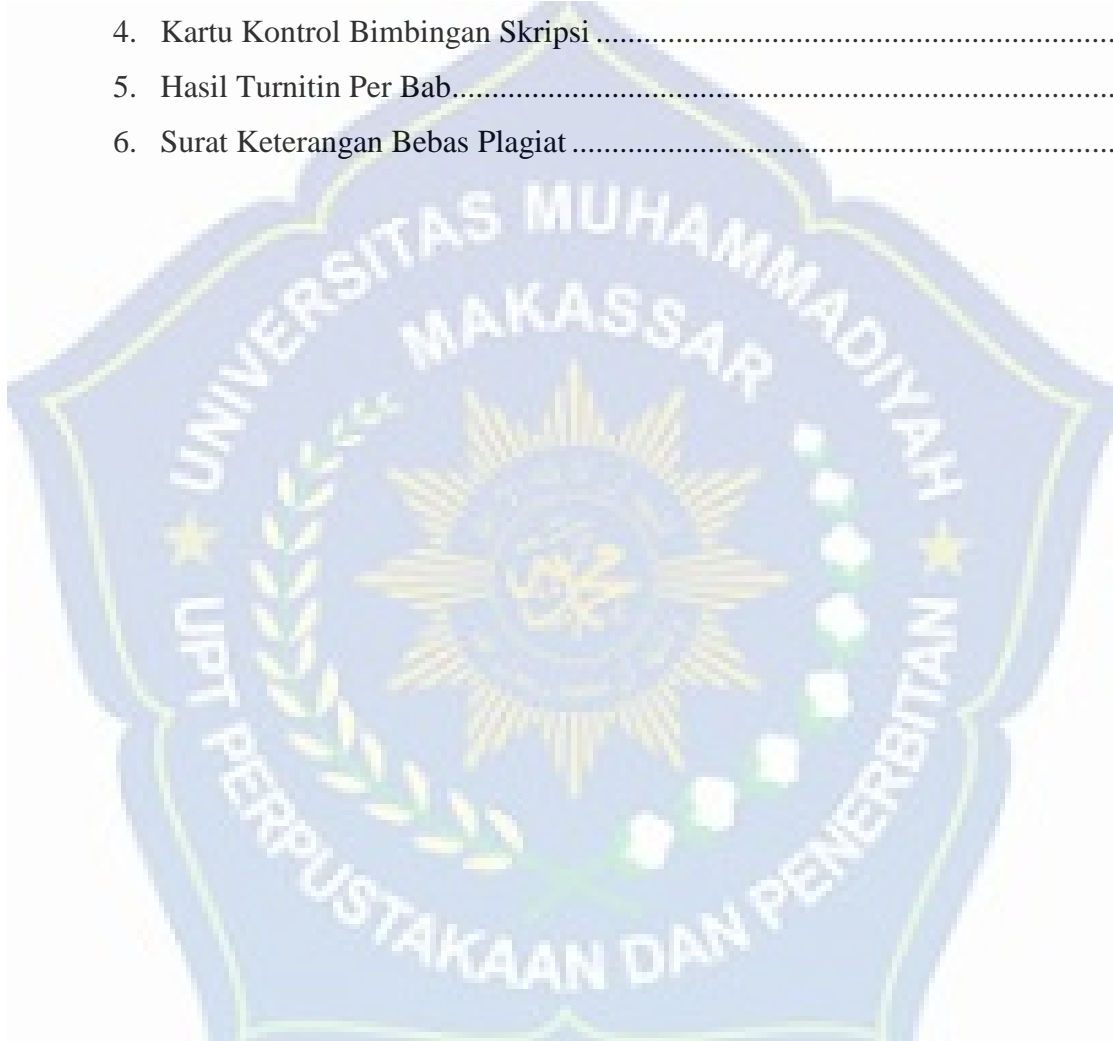 4. Kartu Kontrol Bimbingan Skripsi ....................................................................
5. Hasil Turnitin Per Bab.....................................................................................
6. Surat Keterangan Bebas Plagiat .......................................................................
UNIVERSITAS MUHAMMADIYAH
MAKASSAR
UPT PERPUSTAKAAN DAN PENERBITAN